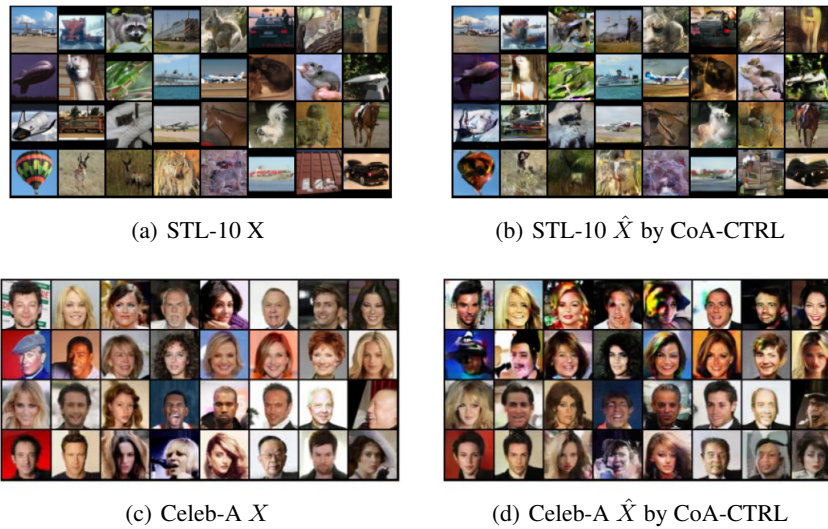 (a) STL-10 X
(b) STL-10 X̂ by CoA-CTRL
(c) Celeb-A X
(d) Celeb-A X̂ by CoA-CTRL